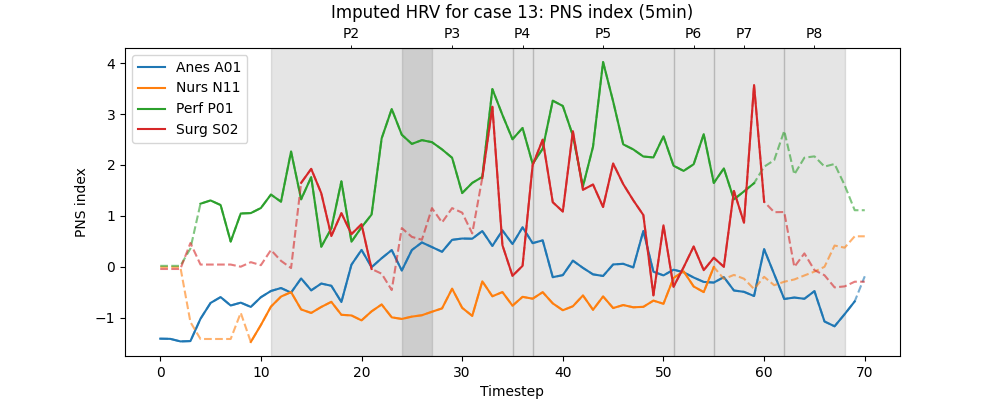 Imputed HRV for case 13: PNS index (5min)
P2 P3 P4 P5 P6 P7 P8
Anes A01
Nurs N11
Perf P01
Surg S02
4
3
2
1
0
−1
PNS index
0 10 20 30 40 50 60 70
Timestep